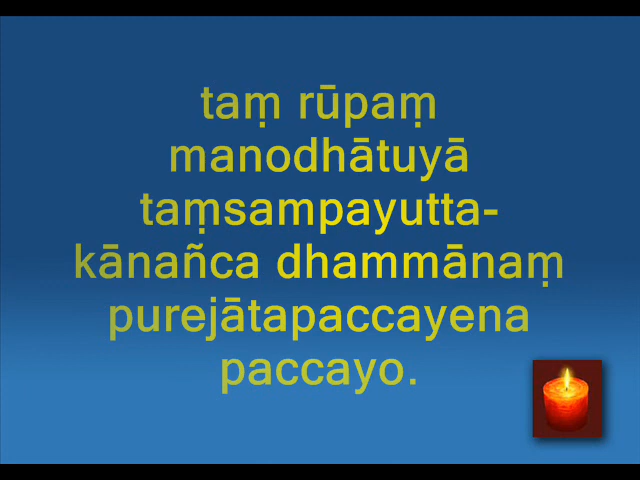 taṃ rūpaṃ
manodhātuyā
taṃsampayutta-
kānañca dhammānaṃ
purejātapaccayena
paccayo.